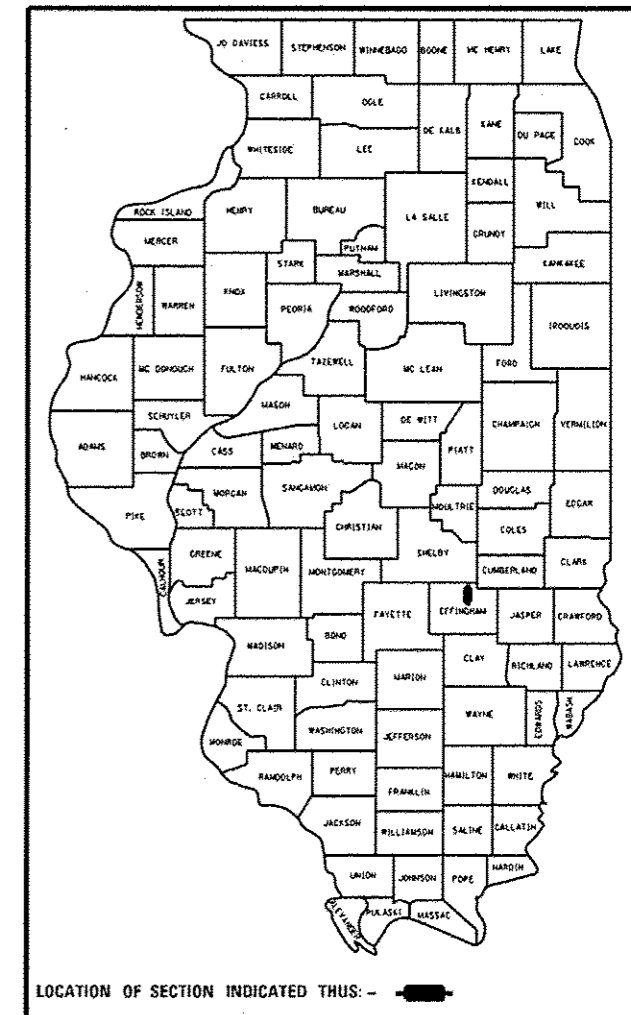 JO DAVIESS STEPHENSON WINNEBAGO BOONE MC HENRY LAKE
CARROLL OGLE DE KALB KANE DU PAGE COOK
WHITESIDE LEE KENDALL WILL
ROCK ISLAND HENRY BUREAU LA SALLE GRUNDY
MERCER PUTNAM KANKAKEE
STARK MARSHALL
HENDERSON WARREN KNOX PEORIA WOODFORD LIVINGSTON IROQUOIS
HANCOCK MC DONOUGH FULTON TAZEWELL MC LEAN FORD
SCHUYLER MASON LOGAN DE WITT CHAMPAIGN VERMILION
ADAMS BROWN CASS MENARD MACON PIATT
PIKE SCOTT MORGAN SANGAMON CHRISTIAN MOULTRIE DOUGLAS EDGAR
COLES
CALHOUN GREENE MACOUPIN MONTGOMERY SHELBY CUMBERLAND CLARK
JERSEY FAYETTE EFFINGHAM JASPER CRAWFORD
MADISON BOND
CLINTON MARION CLAY RICHLAND LAWRENCE
ST. CLAIR WAYNE EDWARDS WABASH
MONROE WASHINGTON JEFFERSON
RANDOLPH PERRY HAMILTON WHITE
FRANKLIN
JACKSON WILLIAMSON SALINE GALLATIN
UNION JOHNSON POPE HARDIN
ALEXANDER PULASKI MASSAC
LOCATION OF SECTION INDICATED THUS: -